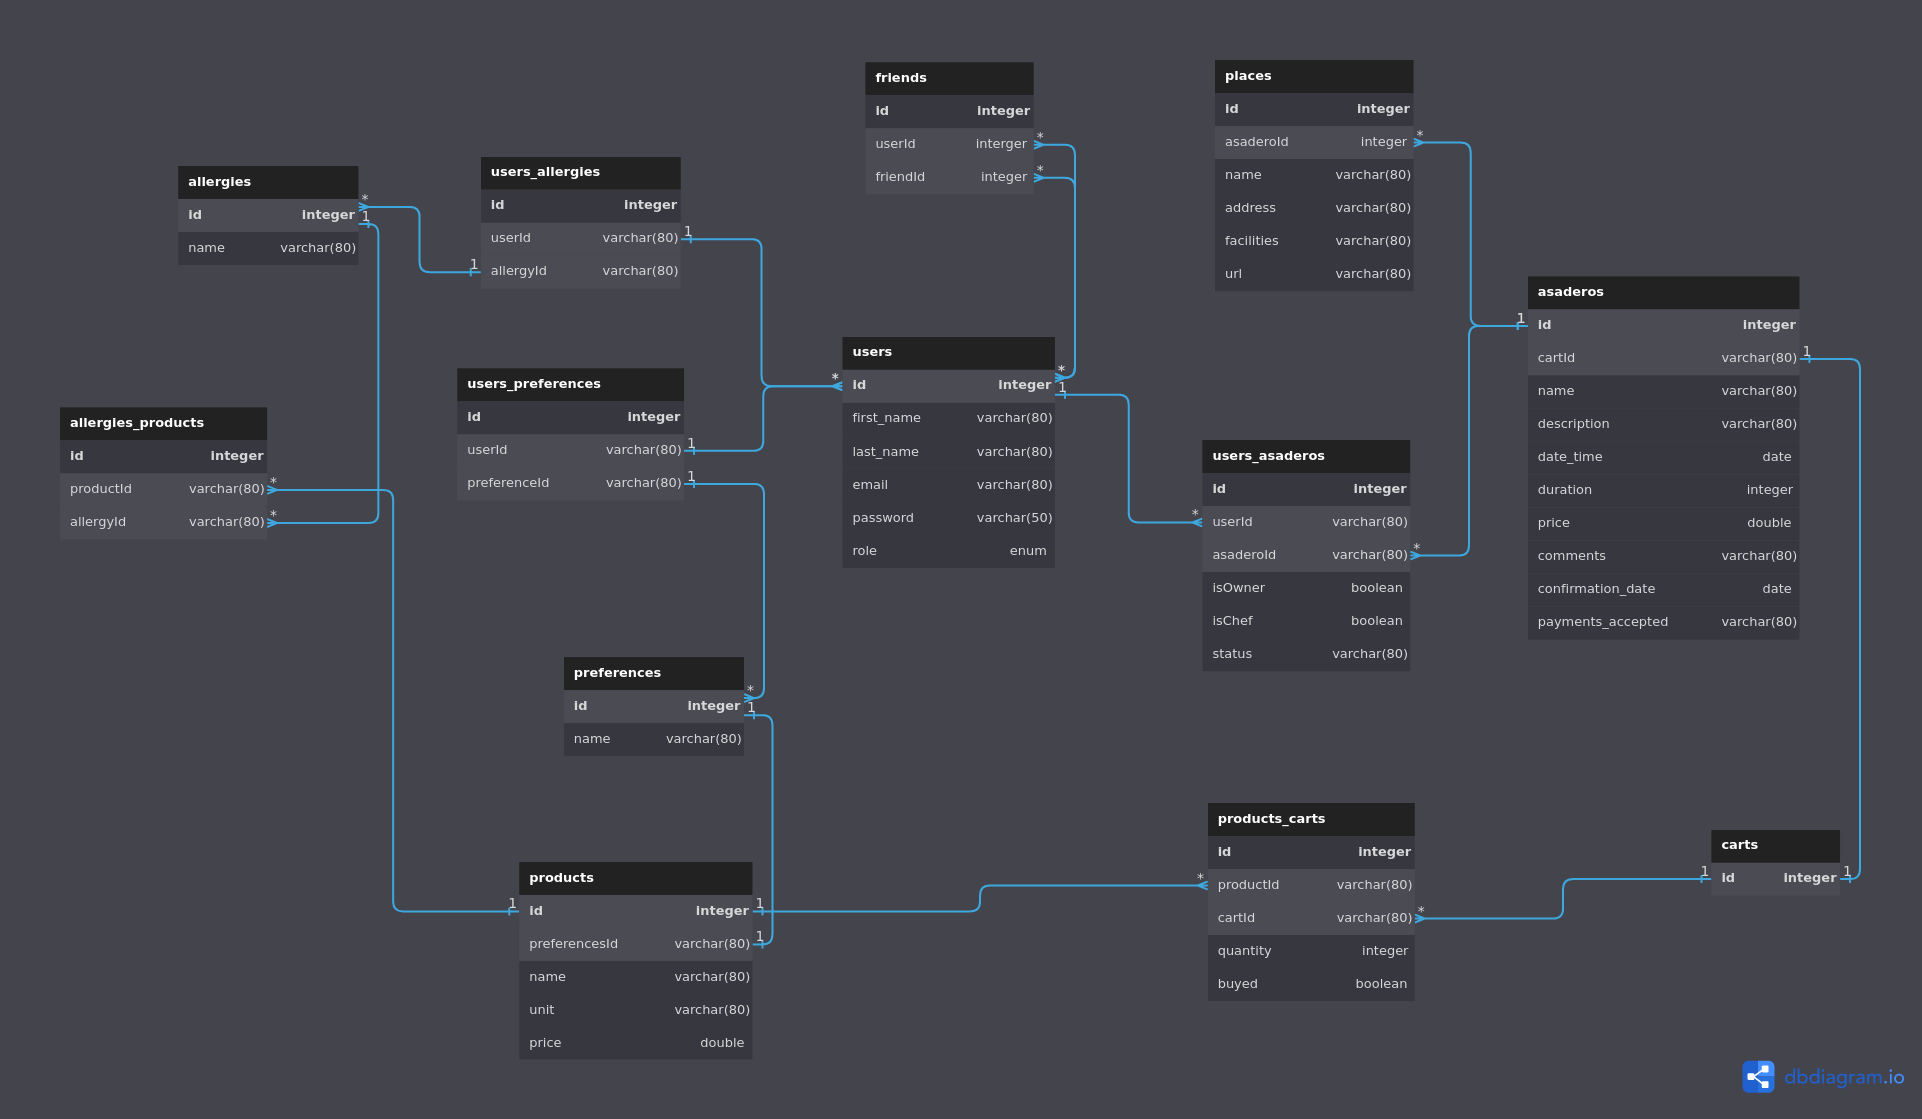 friends
id integer
userId interger
friendId integer
places
id integer
asaderoId integer
name varchar(80)
address varchar(80)
facilities varchar(80)
url varchar(80)
allergies
id integer
name varchar(80)
users_allergies
id integer
userId varchar(80)
allergyId varchar(80)
asaderos
id integer
cartId varchar(80)
name varchar(80)
description varchar(80)
date_time date
duration integer
price double
comments varchar(80)
confirmation_date date
payments_accepted varchar(80)
users
id integer
first_name varchar(80)
last_name varchar(80)
email varchar(80)
password varchar(50)
role enum
users_preferences
id integer
userId varchar(80)
preferenceId varchar(80)
allergies_products
id integer
productId varchar(80)
allergyId varchar(80)
users_asaderos
id integer
userId varchar(80)
asaderoId varchar(80)
isOwner boolean
isChef boolean
status varchar(80)
preferences
id integer
name varchar(80)
products_carts
id integer
productId varchar(80)
cartId varchar(80)
quantity integer
buyed boolean
carts
id integer
products
id integer
preferencesId varchar(80)
name varchar(80)
unit varchar(80)
price double
* * * * 1 1 1
* * * 1
1 1 1
* 1
1 1
* *
* *
* 1
1 1 1
* *
1 1
dbdiagram.io